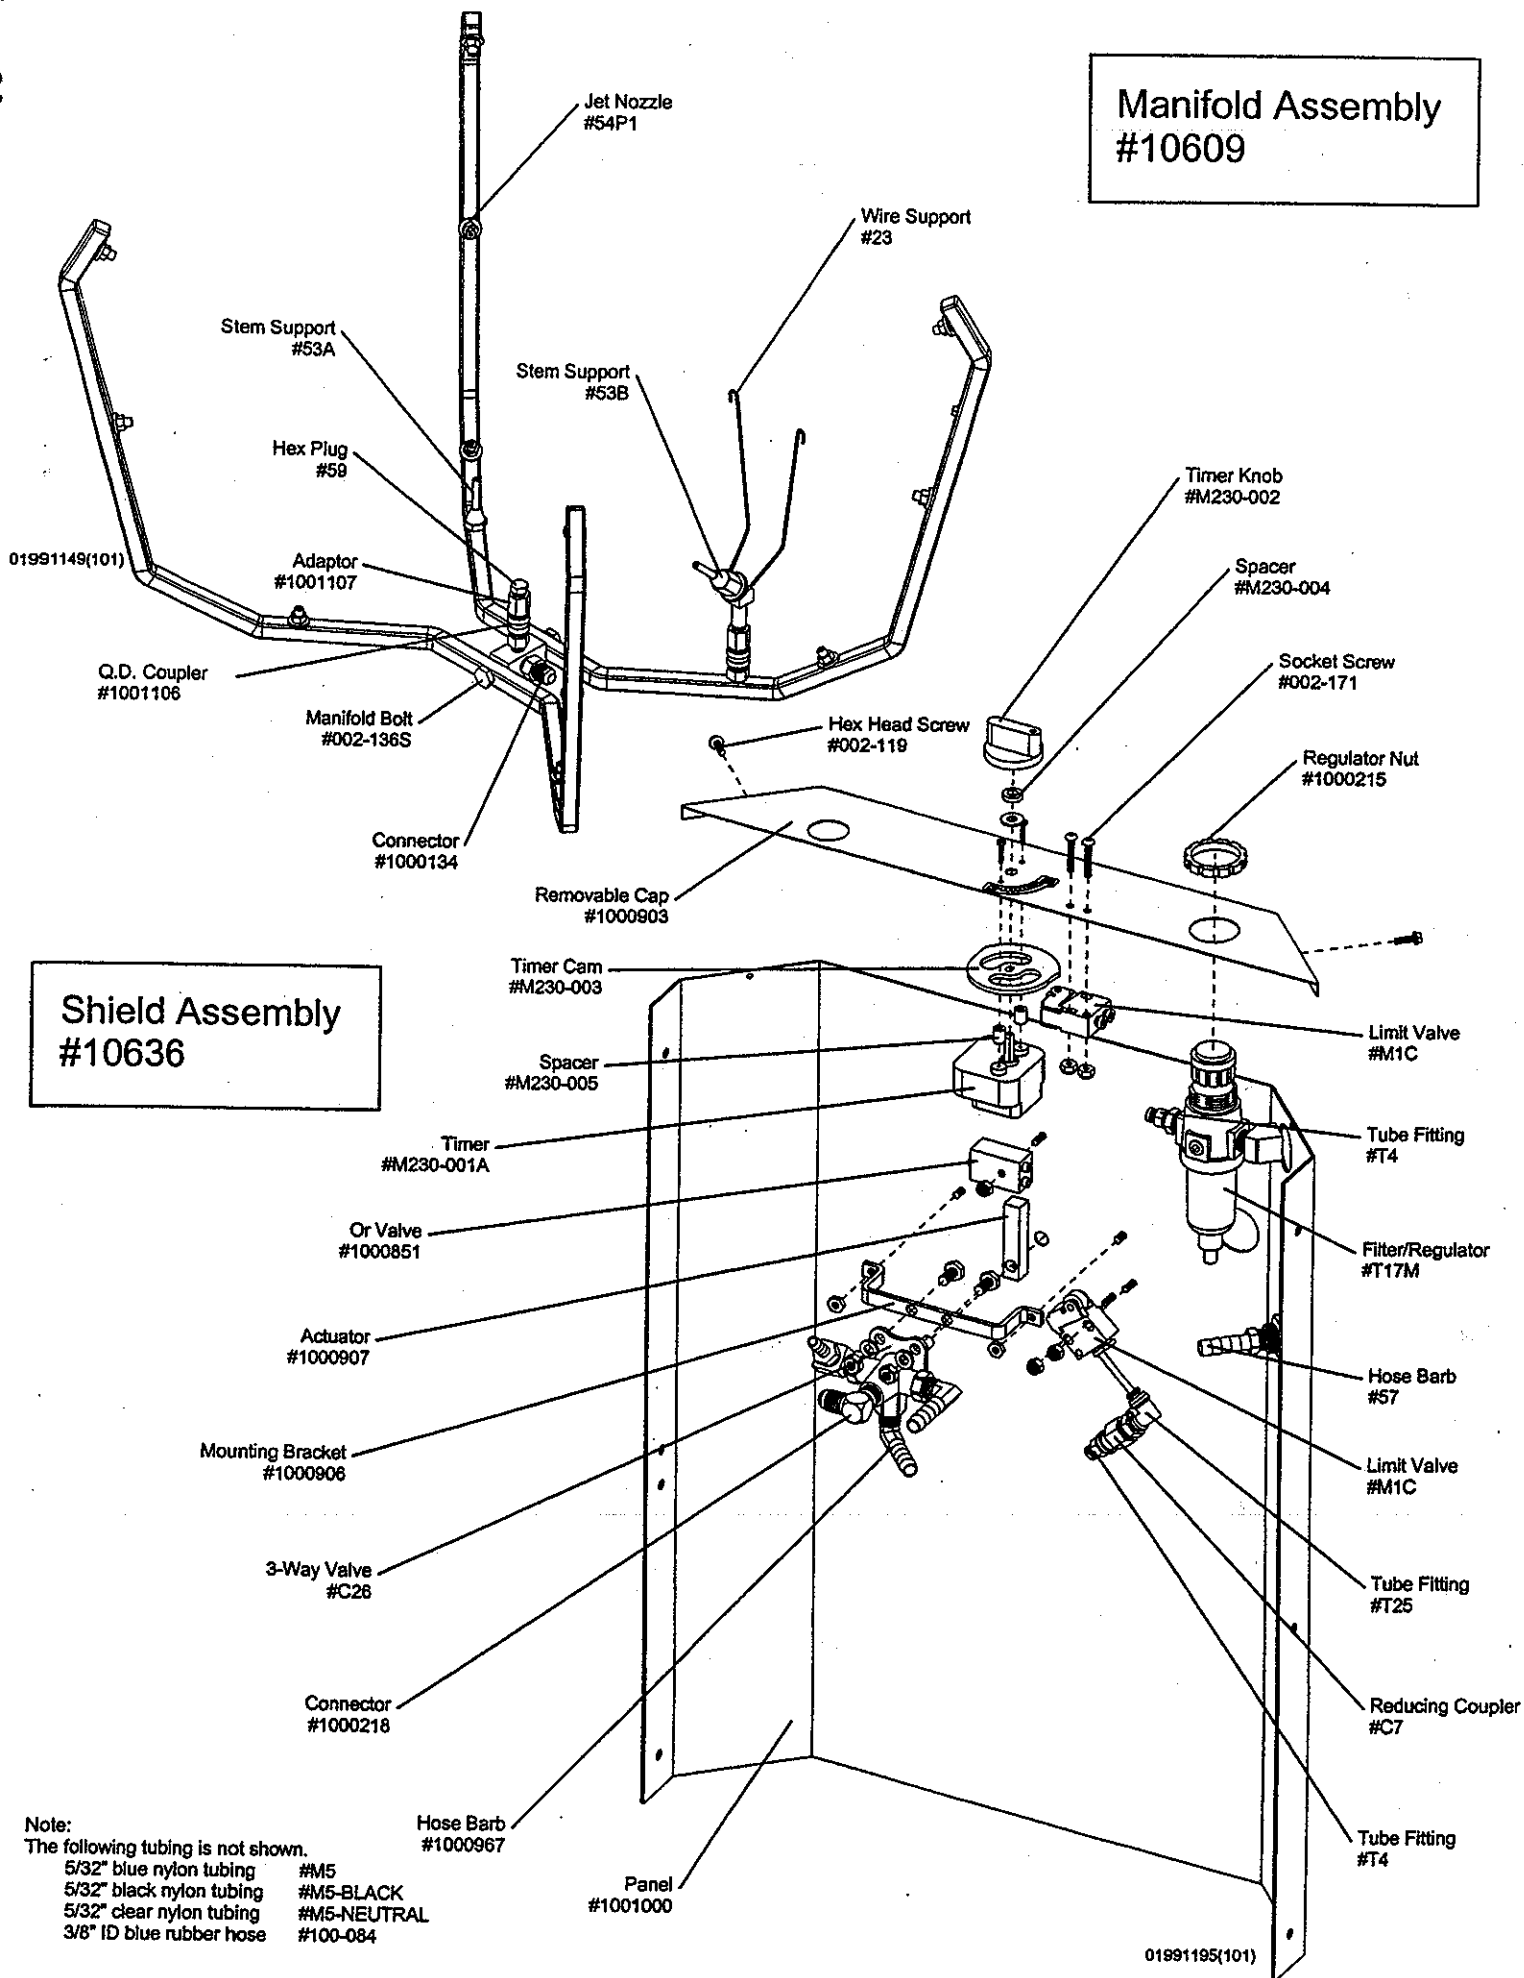 Manifold Assembly
#10609
Jet Nozzle
#54P1
Wire Support
#23
Stem Support
#53A
Stem Support
#53B
Hex Plug
#59
01991149(101)
Adaptor
#1001107
Q.D. Coupler
#1001106
Manifold Bolt
#002-136S
Connector
#1000134
Timer Knob
#M230-002
Spacer
#M230-004
Socket Screw
#002-171
Hex Head Screw
#002-119
Regulator Nut
#1000215
Removable Cap
#1000903
Shield Assembly
#10636
Timer Cam
#M230-003
Spacer
#M230-005
Timer
#M230-001A
Or Valve
#1000851
Actuator
#1000907
Mounting Bracket
#1000906
3-Way Valve
#C26
Connector
#1000218
Hose Barb
#1000967
Panel
#1001000
Limit Valve
#M1C
Tube Fitting
#T4
Filter/Regulator
#T17M
Hose Barb
#57
Limit Valve
#M1C
Tube Fitting
#T25
Reducing Coupler
#C7
Tube Fitting
#T4
Note:
The following tubing is not shown.
5/32" blue nylon tubing #M5
5/32" black nylon tubing #M5-BLACK
5/32" clear nylon tubing #M5-NEUTRAL
3/8" ID blue rubber hose #100-084
01991195(101)